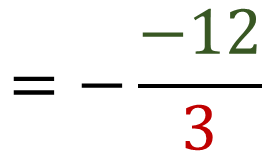 = − −12/3